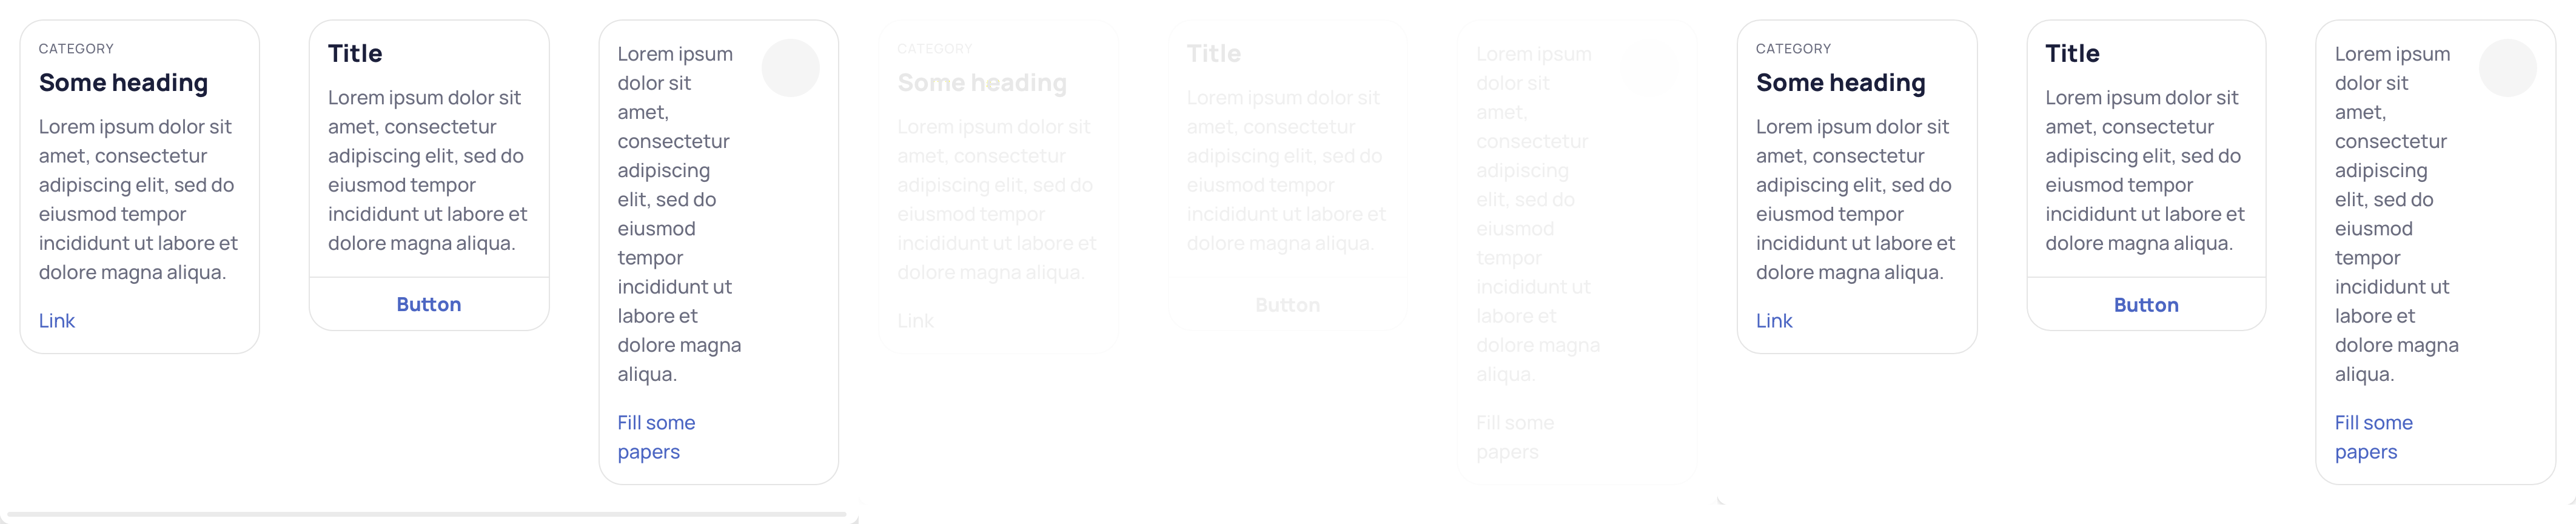 CATEGORY
Some heading
Lorem ipsum dolor sit
amet, consectetur
adipiscing elit, sed do
eiusmod tempor
incididunt ut labore et
dolore magna aliqua.
Link
Title
Lorem ipsum dolor sit
amet, consectetur
adipiscing elit, sed do
eiusmod tempor
incididunt ut labore et
dolore magna aliqua.
Button
Lorem ipsum
dolor sit
amet,
consectetur
adipiscing
elit, sed do
eiusmod
tempor
incididunt ut
labore et
dolore magna
aliqua.
Fill some
papers
CATEGORY
Some heading
Lorem ipsum dolor sit
amet, consectetur
adipiscing elit, sed do
eiusmod tempor
incididunt ut labore et
dolore magna aliqua.
Link
Title
Lorem ipsum dolor sit
amet, consectetur
adipiscing elit, sed do
eiusmod tempor
incididunt ut labore et
dolore magna aliqua.
Button
Lorem ipsum
dolor sit
amet,
consectetur
adipiscing
elit, sed do
eiusmod
tempor
incididunt ut
labore et
dolore magna
aliqua.
Fill some
papers
CATEGORY
Some heading
Lorem ipsum dolor sit
amet, consectetur
adipiscing elit, sed do
eiusmod tempor
incididunt ut labore et
dolore magna aliqua.
Link
Title
Lorem ipsum dolor sit
amet, consectetur
adipiscing elit, sed do
eiusmod tempor
incididunt ut labore et
dolore magna aliqua.
Button
Lorem ipsum
dolor sit
amet,
consectetur
adipiscing
elit, sed do
eiusmod
tempor
incididunt ut
labore et
dolore magna
aliqua.
Fill some
papers